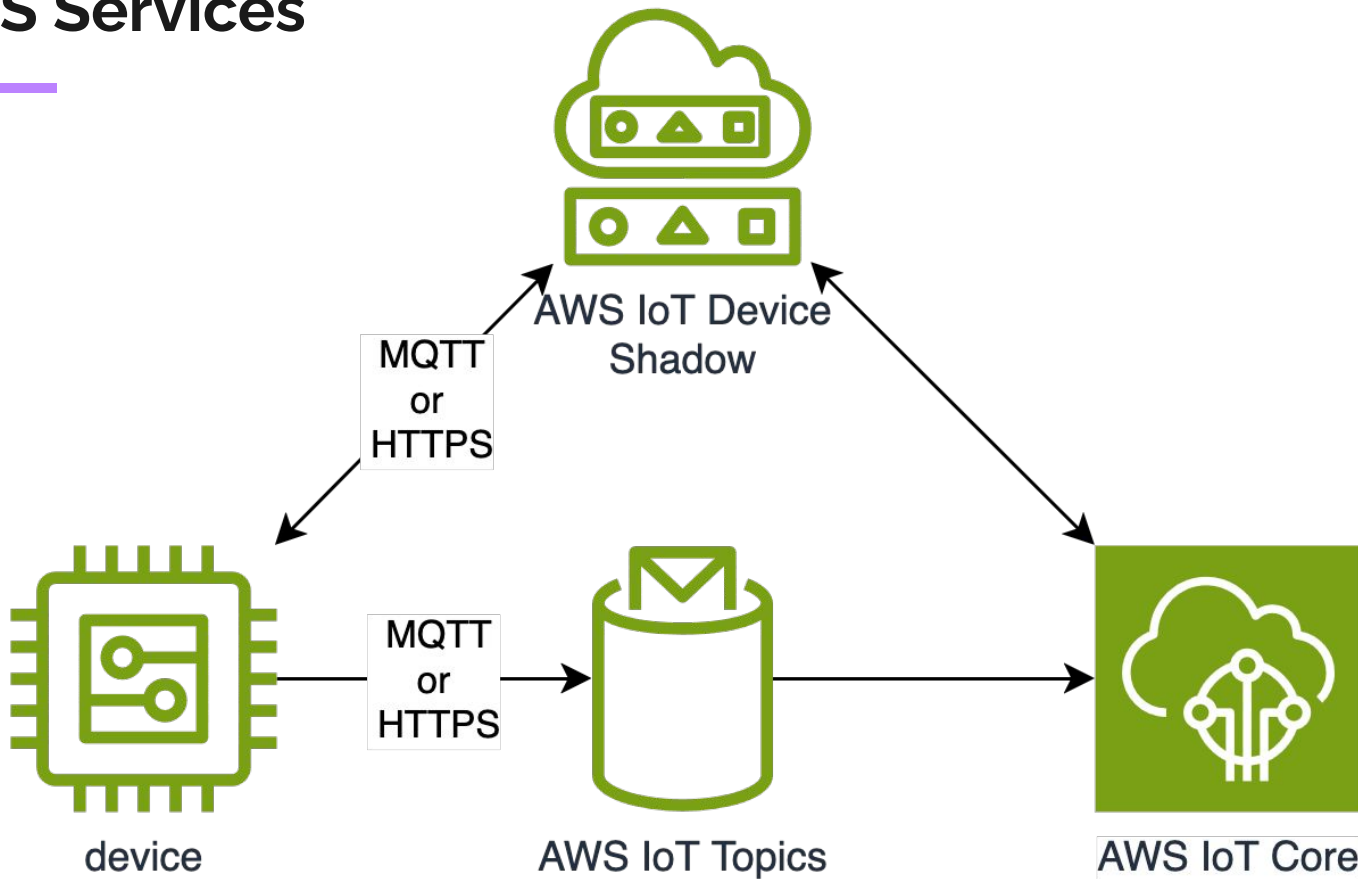 S Services
AWS IoT Device
Shadow
MQTT
or
HTTPS
MQTT
or
HTTPS
device
AWS IoT Topics
AWS IoT Core